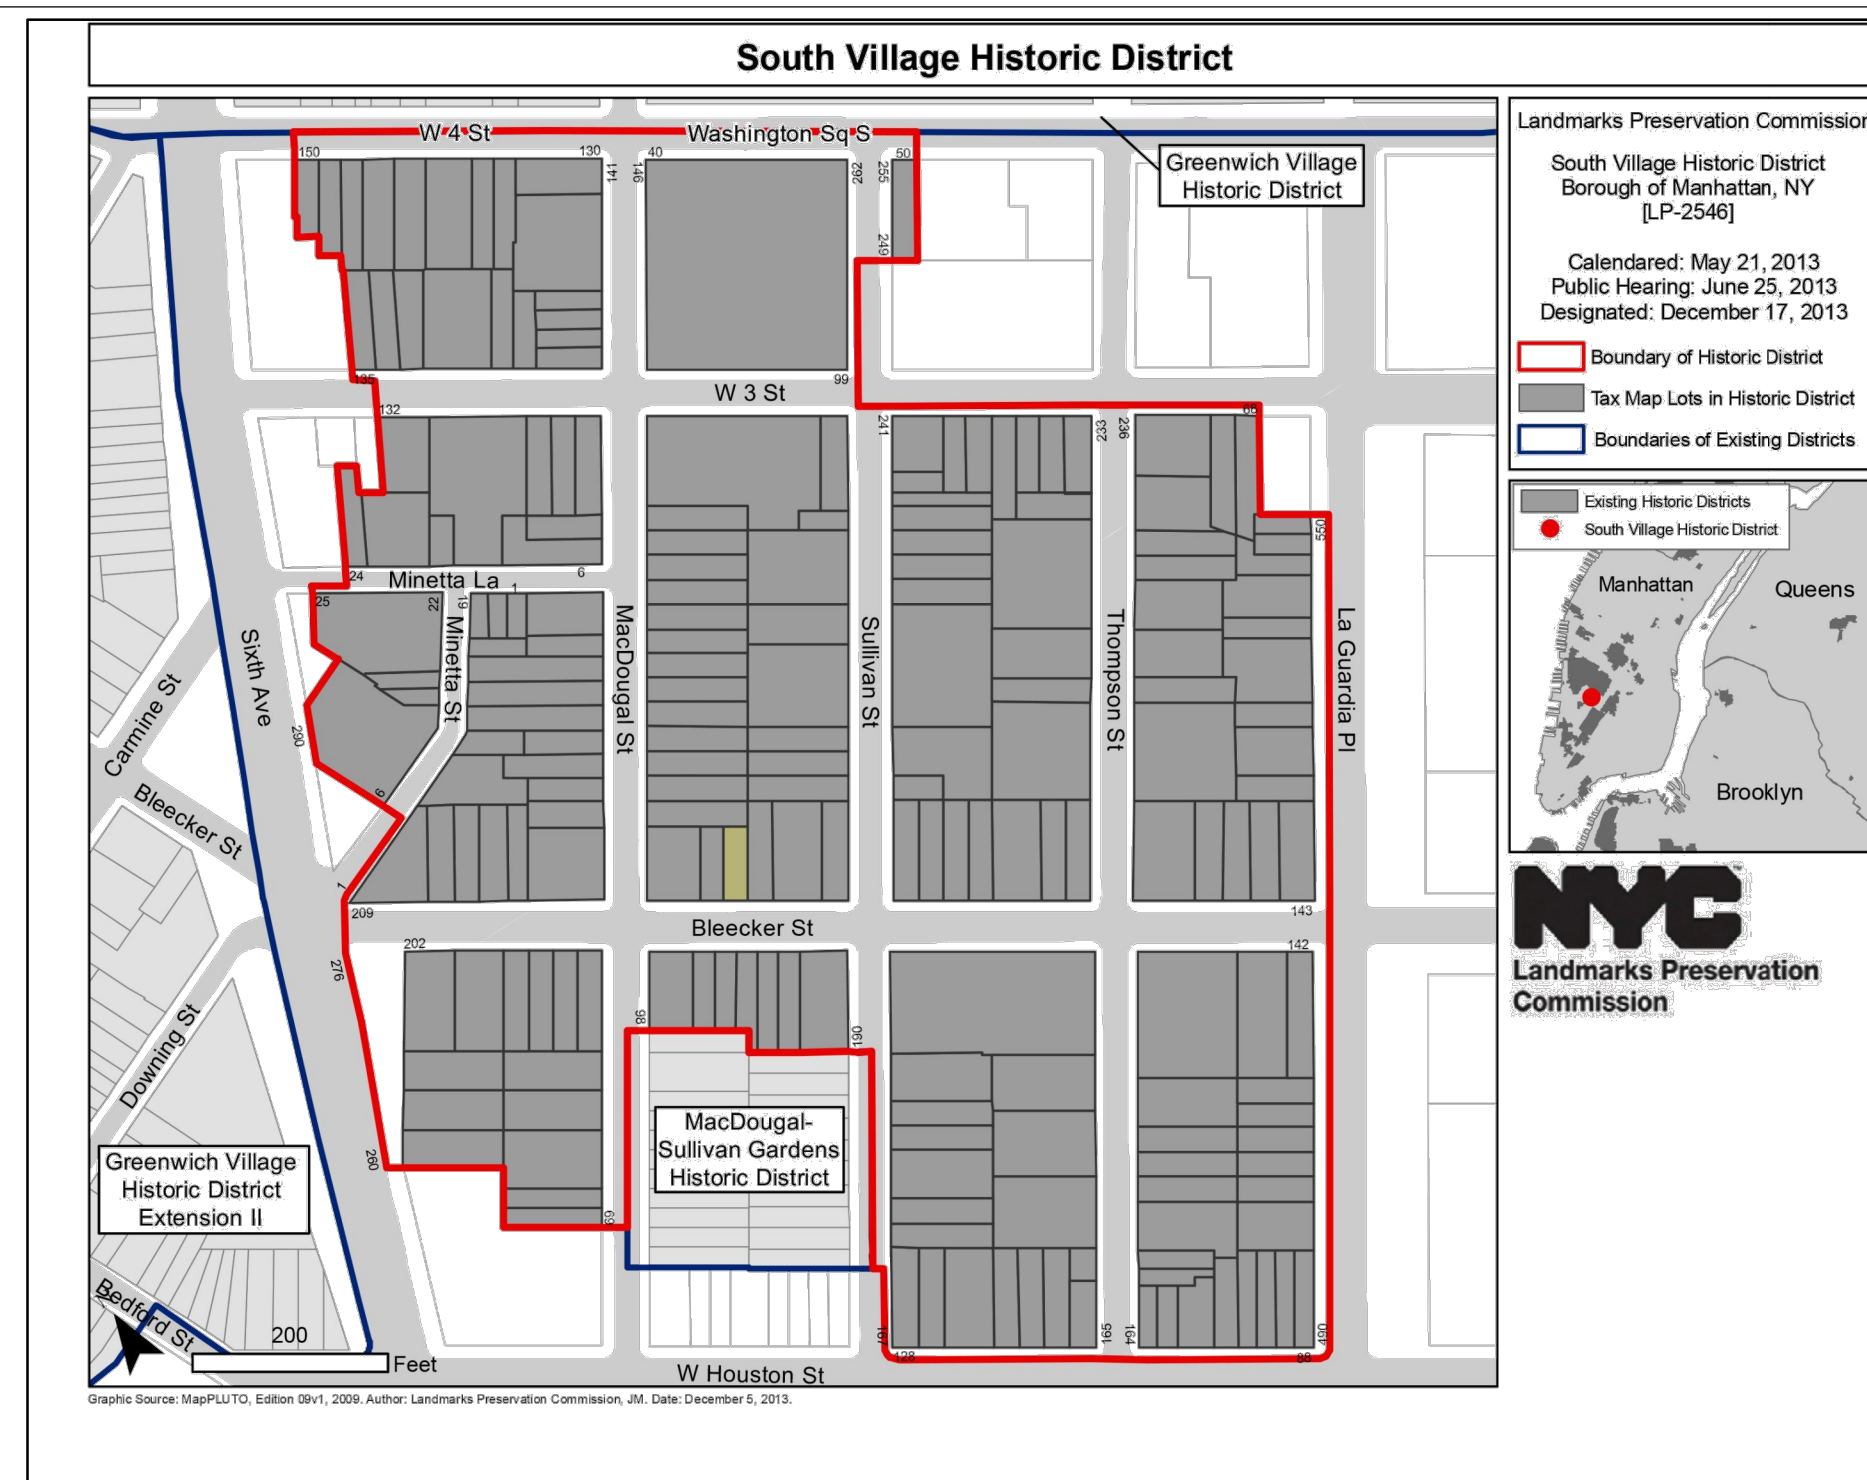 South Village Historic District
W 4 St
Washington Sq S
150
130
141
146
40
262
255
50
249
Greenwich Village
Historic District
135
W 3 St
99
132
241
233
236
68
550
24
Minetta La
6
1
25
22
19
Minetta St
Sixth Ave
MacDougal St
Sullivan St
Thompson St
La Guardia Pl
Carmine St
290
6
Bleecker St
1
209
Bleecker St
143
202
142
276
98
190
Downing St
MacDougal-
Sullivan Gardens
Historic District
260
Greenwich Village
Historic District
Extension II
69
Bedford St
N
200
Feet
167
128
165
164
88
490
W Houston St
Graphic Source: MapPLUTO, Edition 09v1, 2009. Author: Landmarks Preservation Commission, JM. Date: December 5, 2013.
Landmarks Preservation Commission
South Village Historic District
Borough of Manhattan, NY
[LP-2546]
Calendared: May 21, 2013
Public Hearing: June 25, 2013
Designated: December 17, 2013
Boundary of Historic District
Tax Map Lots in Historic District
Boundaries of Existing Districts
Existing Historic Districts
South Village Historic District
Manhattan
Queens
Brooklyn
NYC
Landmarks Preservation
Commission